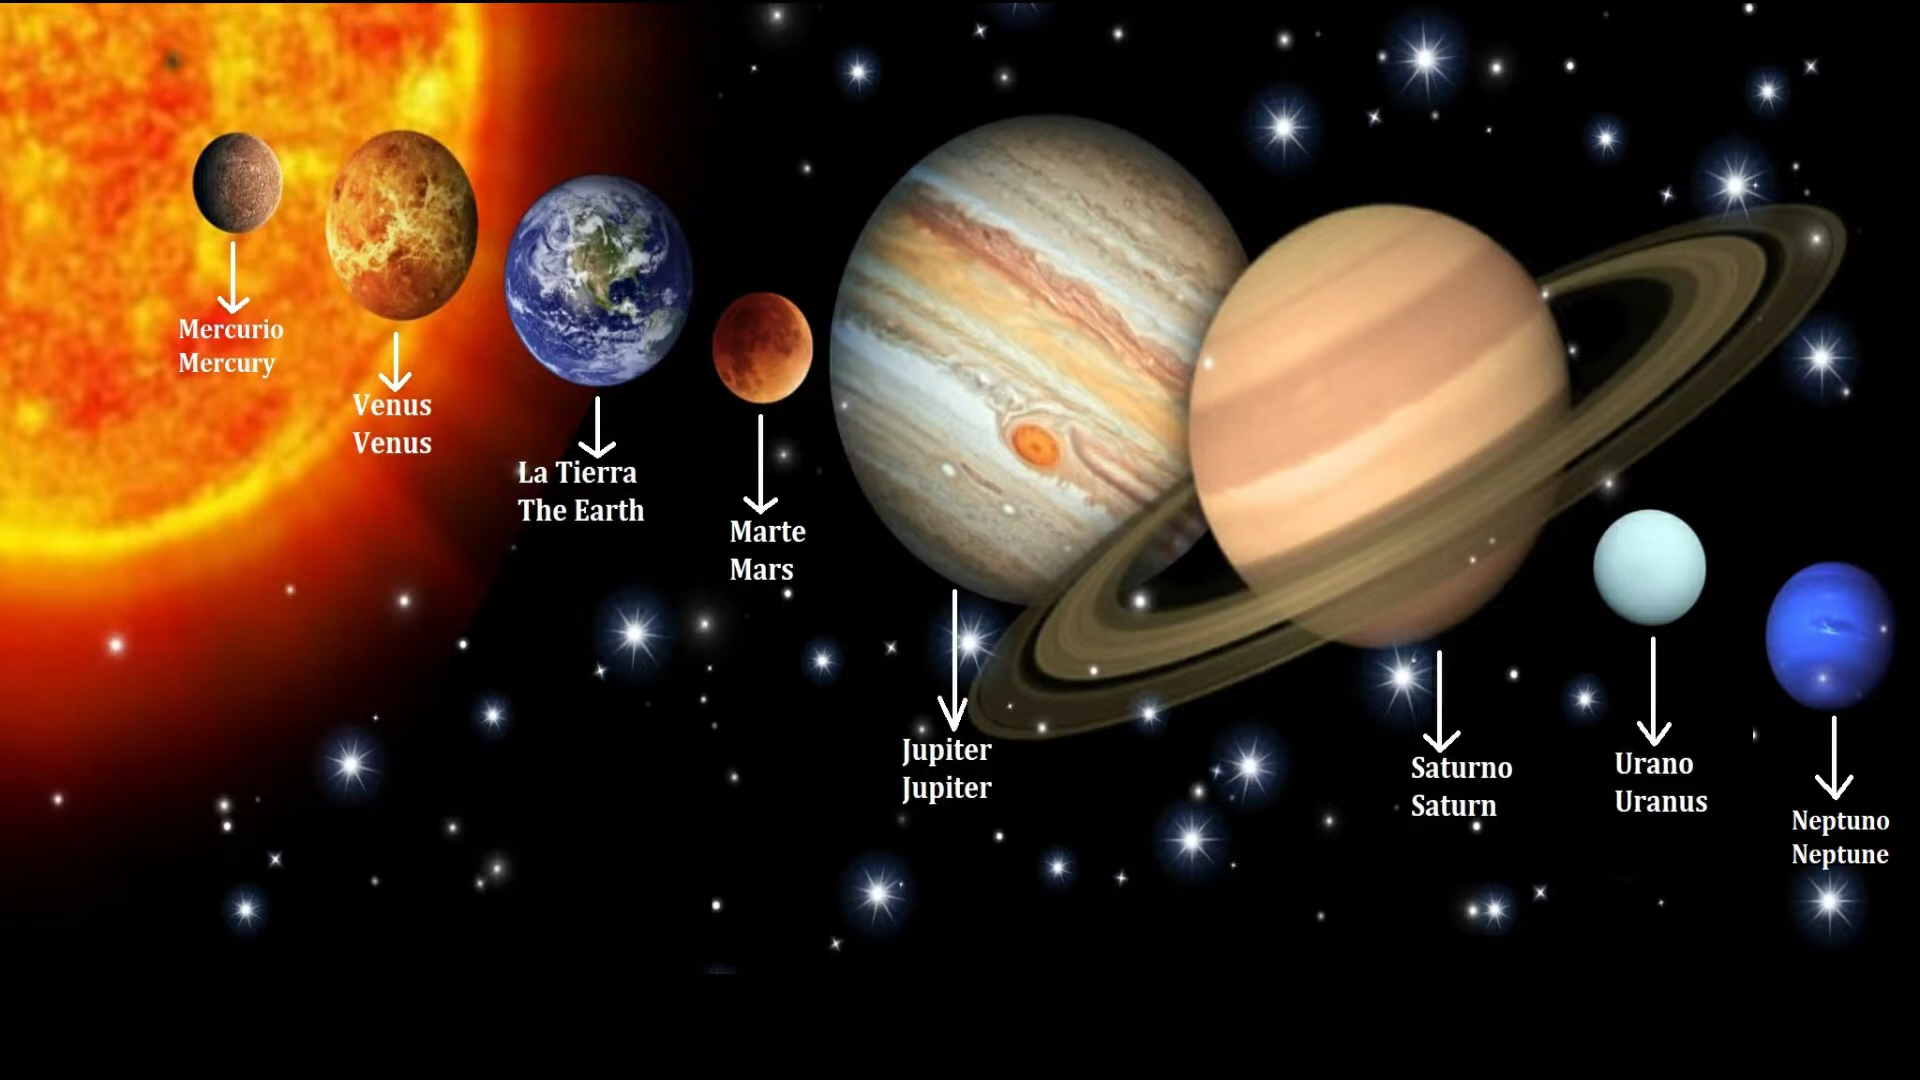 Mercurio
Mercury
Venus
Venus
La Tierra
The Earth
Marte
Mars
Jupiter
Jupiter
Saturno
Saturn
Urano
Uranus
Neptuno
Neptune